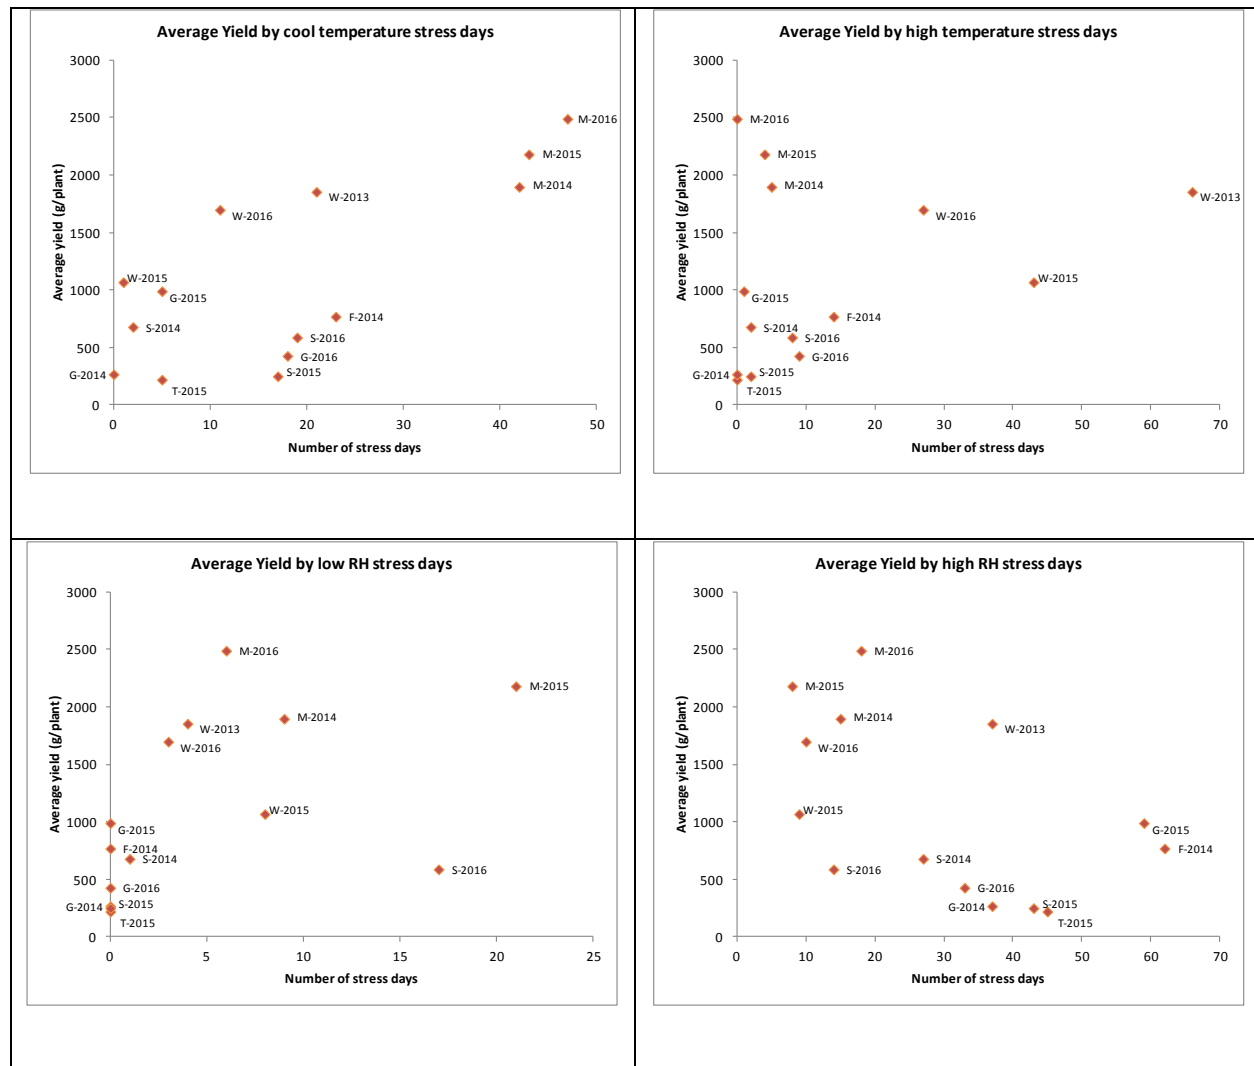 Average Yield by cool temperature stress days
Average yield (g/plant)
3000
2500
2000
1500
1000
500
0
M-2016
M-2015
M-2014
W-2013
W-2016
W-2015
G-2015
S-2014
F-2014
S-2016
G-2016
S-2015
G-2014
T-2015
0 10 20 30 40 50
Number of stress days
Average Yield by high temperature stress days
Average yield (g/plant)
3000
2500
2000
1500
1000
500
0
M-2016
M-2015
M-2014
W-2013
W-2016
W-2015
G-2015
F-2014
S-2014
S-2016
G-2016
G-2014
S-2015
T-2015
0 10 20 30 40 50 60 70
Number of stress days
Average Yield by low RH stress days
Average yield (g/plant)
3000
2500
2000
1500
1000
500
0
M-2016
M-2015
M-2014
W-2013
W-2016
W-2015
G-2015
F-2014
S-2014
S-2016
G-2016
G-2014
S-2015
T-2015
0 5 10 15 20 25
Number of stress days
Average Yield by high RH stress days
Average yield (g/plant)
3000
2500
2000
1500
1000
500
0
M-2016
M-2015
M-2014
W-2013
W-2016
W-2015
G-2015
F-2014
S-2014
S-2016
G-2016
G-2014
S-2015
T-2015
0 10 20 30 40 50 60 70
Number of stress days